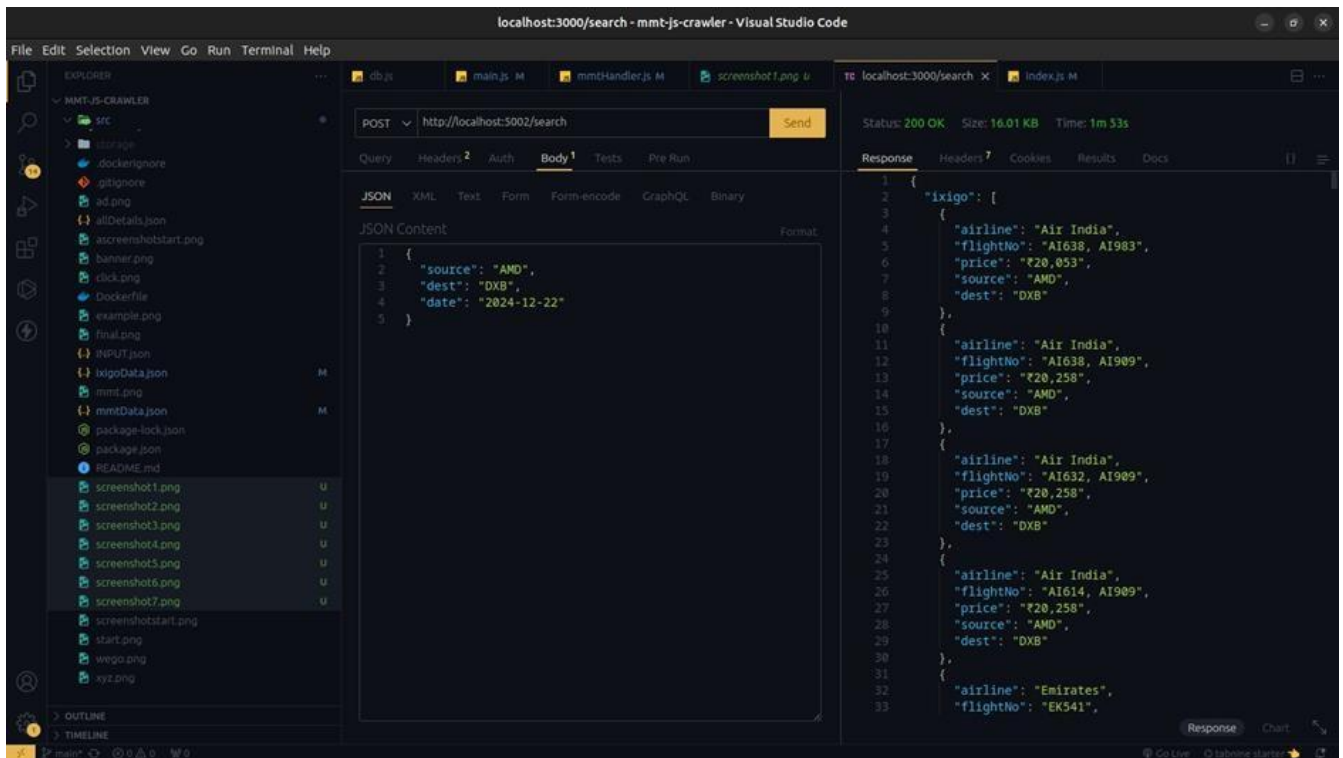 localhost:3000/search - mmt-js-crawler - Visual Studio Code
File Edit Selection View Go Run Terminal Help
EXPLORER
MMT-JS-CRAWLER
src
storage
.dockerignore
.gitignore
ad.png
allDetails.json
ascreenshotstart.png
banner.png
click.png
Dockerfile
example.png
final.png
INPUT.json
ixigoData.json M
mmt.png
mmtData.json M
package-lock.json
package.json
README.md
screenshot1.png U
screenshot2.png U
screenshot3.png U
screenshot4.png U
screenshot5.png U
screenshot6.png U
screenshot7.png U
screenshotstart.png
start.png
wego.png
xyz.png
OUTLINE
TIMELINE
db.js main.js M mmtHandler.js M screenshot1.png U
POST http://localhost:5002/search Send
Query Headers 2 Auth Body 1 Tests Pre Run
JSON XML Text Form Form-encode GraphQL Binary
JSON Content Format
1 {
2 "source": "AMD",
3 "dest": "DXB",
4 "date": "2024-12-22"
5 }
TC localhost:3000/search index.js M
Status: 200 OK Size: 16.01 KB Time: 1m 53s
Response Headers 7 Cookies Results Docs {}
1 {
2 "ixigo": [
3 {
4 "airline": "Air India",
5 "flightNo": "AI638, AI983",
6 "price": "₹20,053",
7 "source": "AMD",
8 "dest": "DXB"
9 },
10 {
11 "airline": "Air India",
12 "flightNo": "AI638, AI909",
13 "price": "₹20,258",
14 "source": "AMD",
15 "dest": "DXB"
16 },
17 {
18 "airline": "Air India",
19 "flightNo": "AI632, AI909",
20 "price": "₹20,258",
21 "source": "AMD",
22 "dest": "DXB"
23 },
24 {
25 "airline": "Air India",
26 "flightNo": "AI614, AI909",
27 "price": "₹20,258",
28 "source": "AMD",
29 "dest": "DXB"
30 },
31 {
32 "airline": "Emirates",
33 "flightNo": "EK541",
Response Chart
main* 0 0 0 Go Live tabnine starter